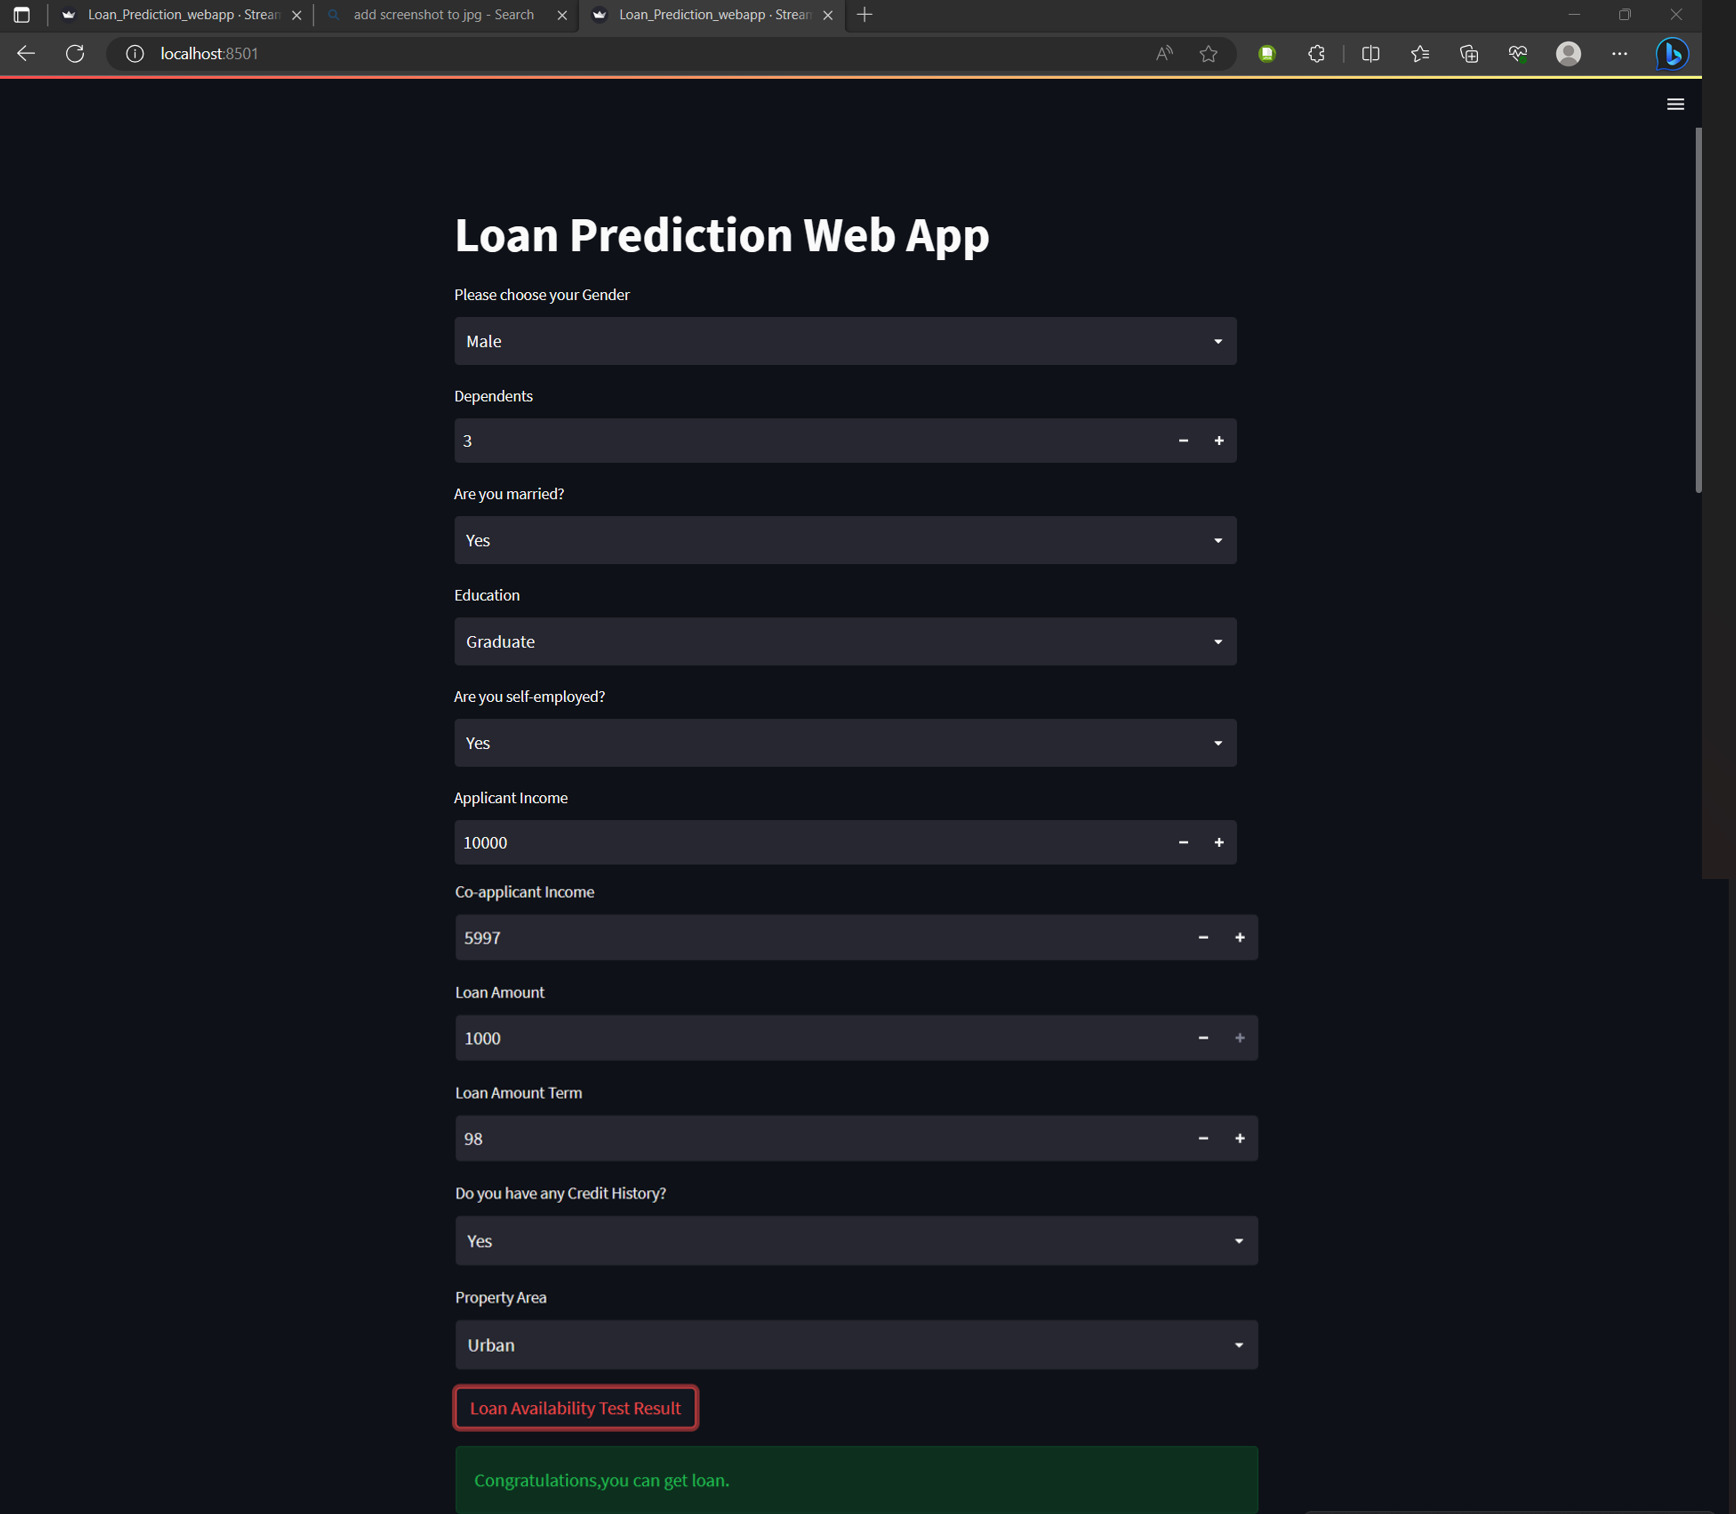 Loan_Prediction_webapp · Strea
add screenshot to jpg - Search
Loan_Prediction_webapp · Strea
localhost:8501
Loan Prediction Web App
Please choose your Gender
Male
Dependents
3
Are you married?
Yes
Education
Graduate
Are you self-employed?
Yes
Applicant Income
10000
Co-applicant Income
5997
Loan Amount
1000
Loan Amount Term
98
Do you have any Credit History?
Yes
Property Area
Urban
Loan Availability Test Result
Congratulations,you can get loan.